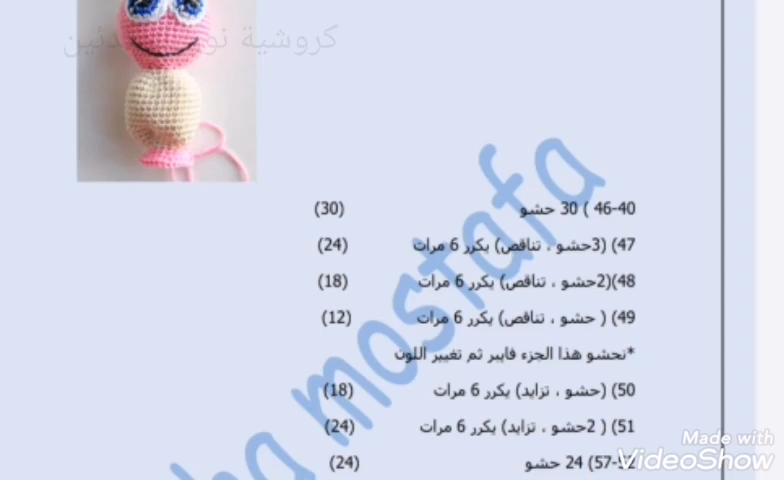 كروشية
46-40 ) 30 حشو (30)
47) (3حشو ، تناقص) يكرر 6 مرات (24)
48)(2حشو ، تناقص) يكرر 6 مرات (18)
49) ( حشو ، تناقص) يكرر 6 مرات (12)
*نحشو هذا الجزء فايبر ثم تغيير اللون
50) (حشو ، تزايد) يكرر 6 مرات (18)
51) ( 2حشو ، تزايد) يكرر 6 مرات (24)
57-52) 24 حشو (24)
mostafa
Made with
VideoShow